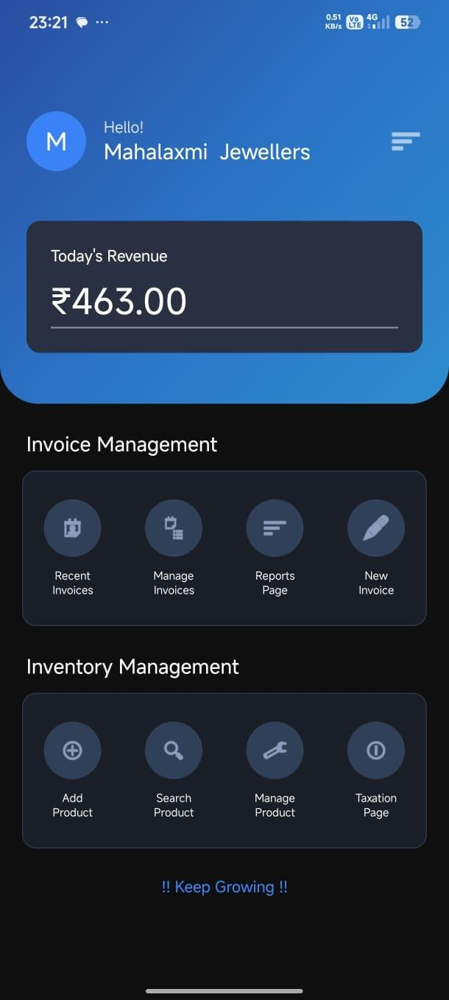 23:21
0.51 KB/s Vo LTE 4G 52
M
Hello!
Mahalaxmi Jewellers
Today's Revenue
₹463.00
Invoice Management
Recent Invoices
Manage Invoices
Reports Page
New Invoice
Inventory Management
Add Product
Search Product
Manage Product
Taxation Page
!! Keep Growing !!